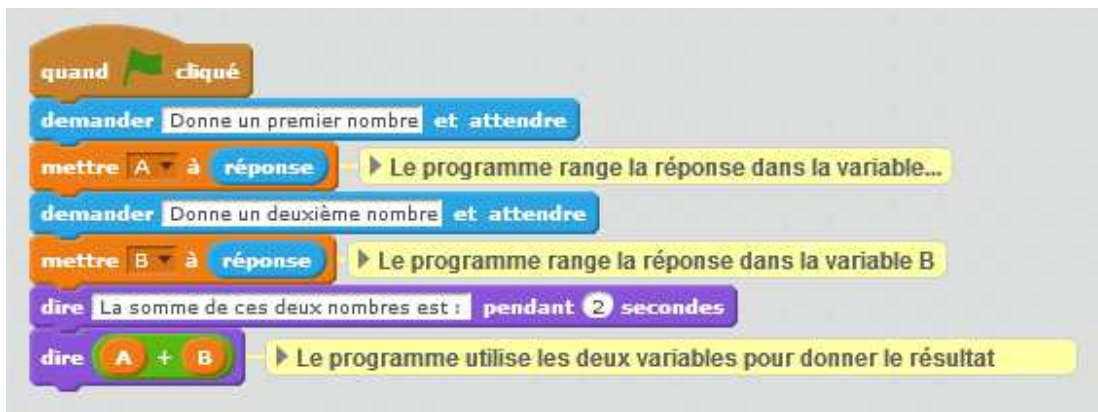 quand cliqué
demander Donne un premier nombre et attendre
mettre A à réponse Le programme range la réponse dans la variable...
demander Donne un deuxième nombre et attendre
mettre B à réponse Le programme range la réponse dans la variable B
dire La somme de ces deux nombres est : pendant 2 secondes
dire A + B Le programme utilise les deux variables pour donner le résultat